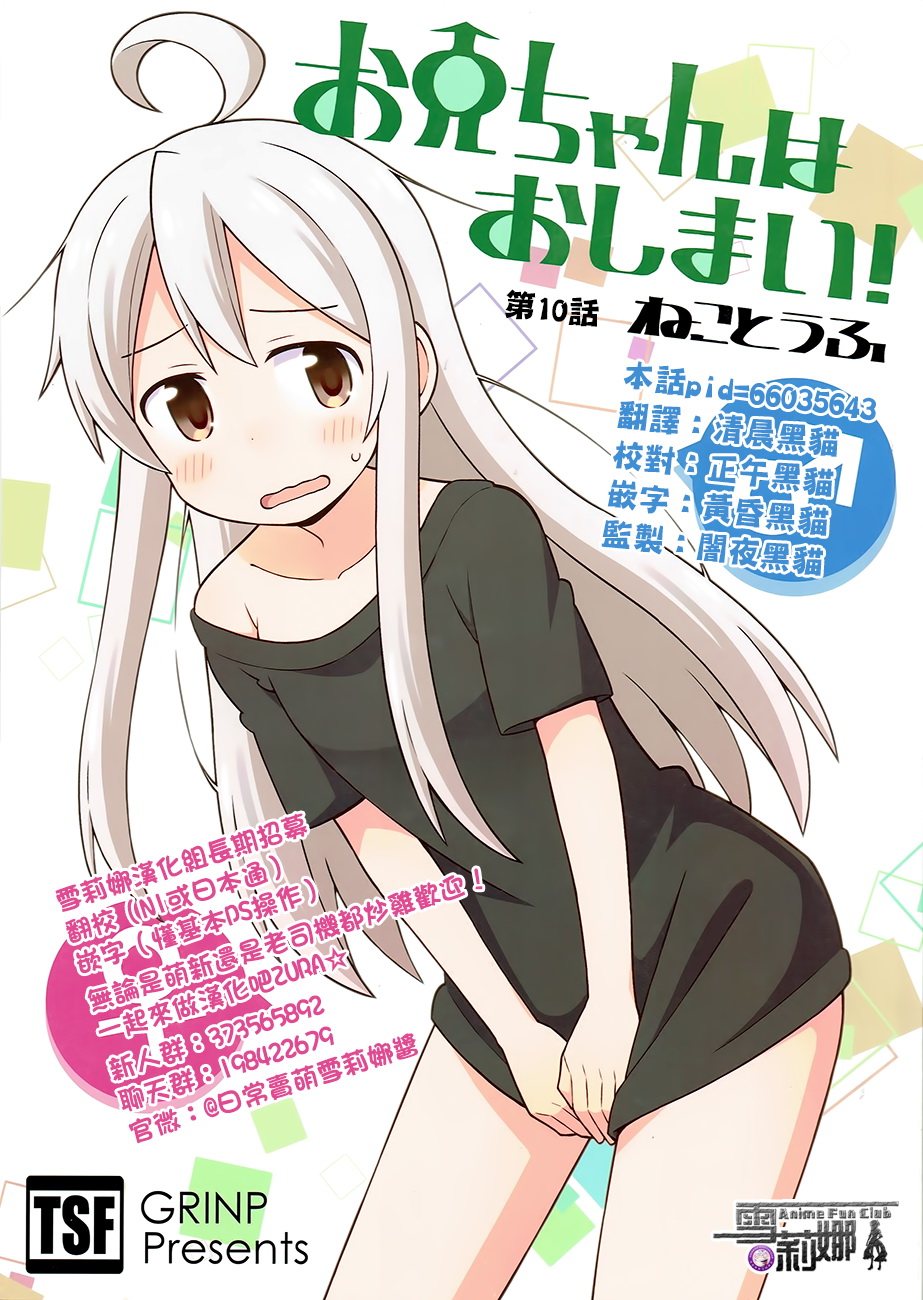 お兄ちゃんは
おしまい!
第10話 ねことうふ
本話pid=66035643
翻譯:清晨黑貓
校對:正午黑貓
嵌字:黃昏黑貓
監製:闇夜黑貓
雪莉娜漢化組長期招募
翻校(N1或日本通)
嵌字(懂基本PS操作)
無論是萌新還是老司機都炒雞歡迎!
一起來做漢化吧ZURA☆
新人群:373565892
聊天群:198422679
官微:@日常賣萌雪莉娜醬
TSF
GRINP
Presents
Anime Fun Club
雪莉娜